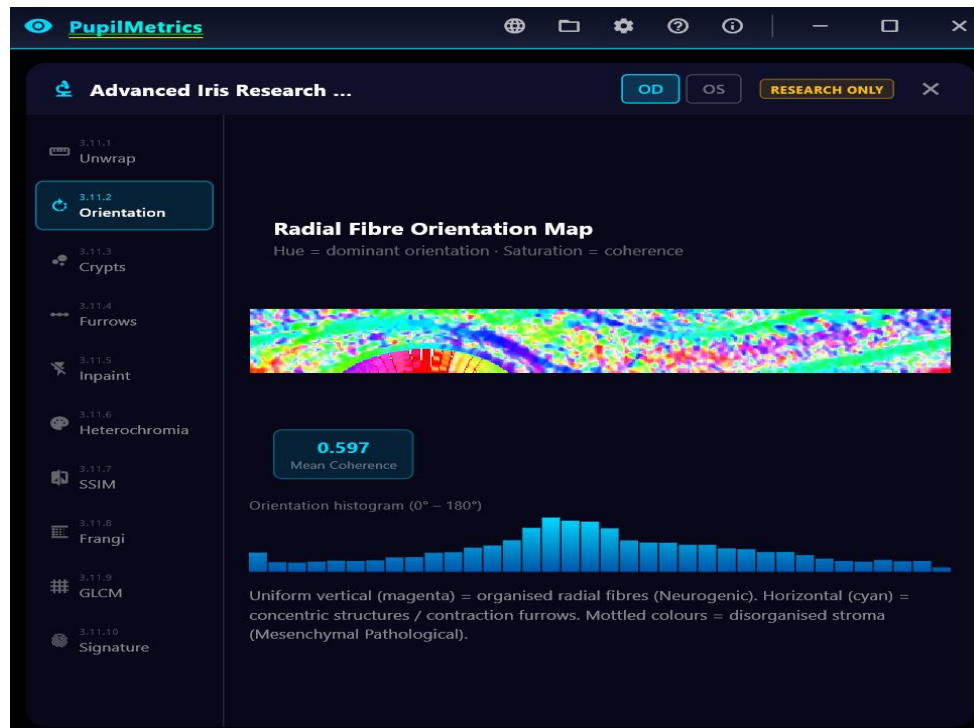 PupilMetrics
Advanced Iris Research ...
OD
OS
RESEARCH ONLY
3.11.1
Unwrap
3.11.2
Orientation
3.11.3
Crypts
3.11.4
Furrows
3.11.5
Inpaint
3.11.6
Heterochromia
3.11.7
SSIM
3.11.8
Frangi
3.11.9
GLCM
3.11.10
Signature
Radial Fibre Orientation Map
Hue = dominant orientation · Saturation = coherence
0.597
Mean Coherence
Orientation histogram (0° – 180°)
Uniform vertical (magenta) = organised radial fibres (Neurogenic). Horizontal (cyan) =
concentric structures / contraction furrows. Mottled colours = disorganised stroma
(Mesenchymal Pathological).